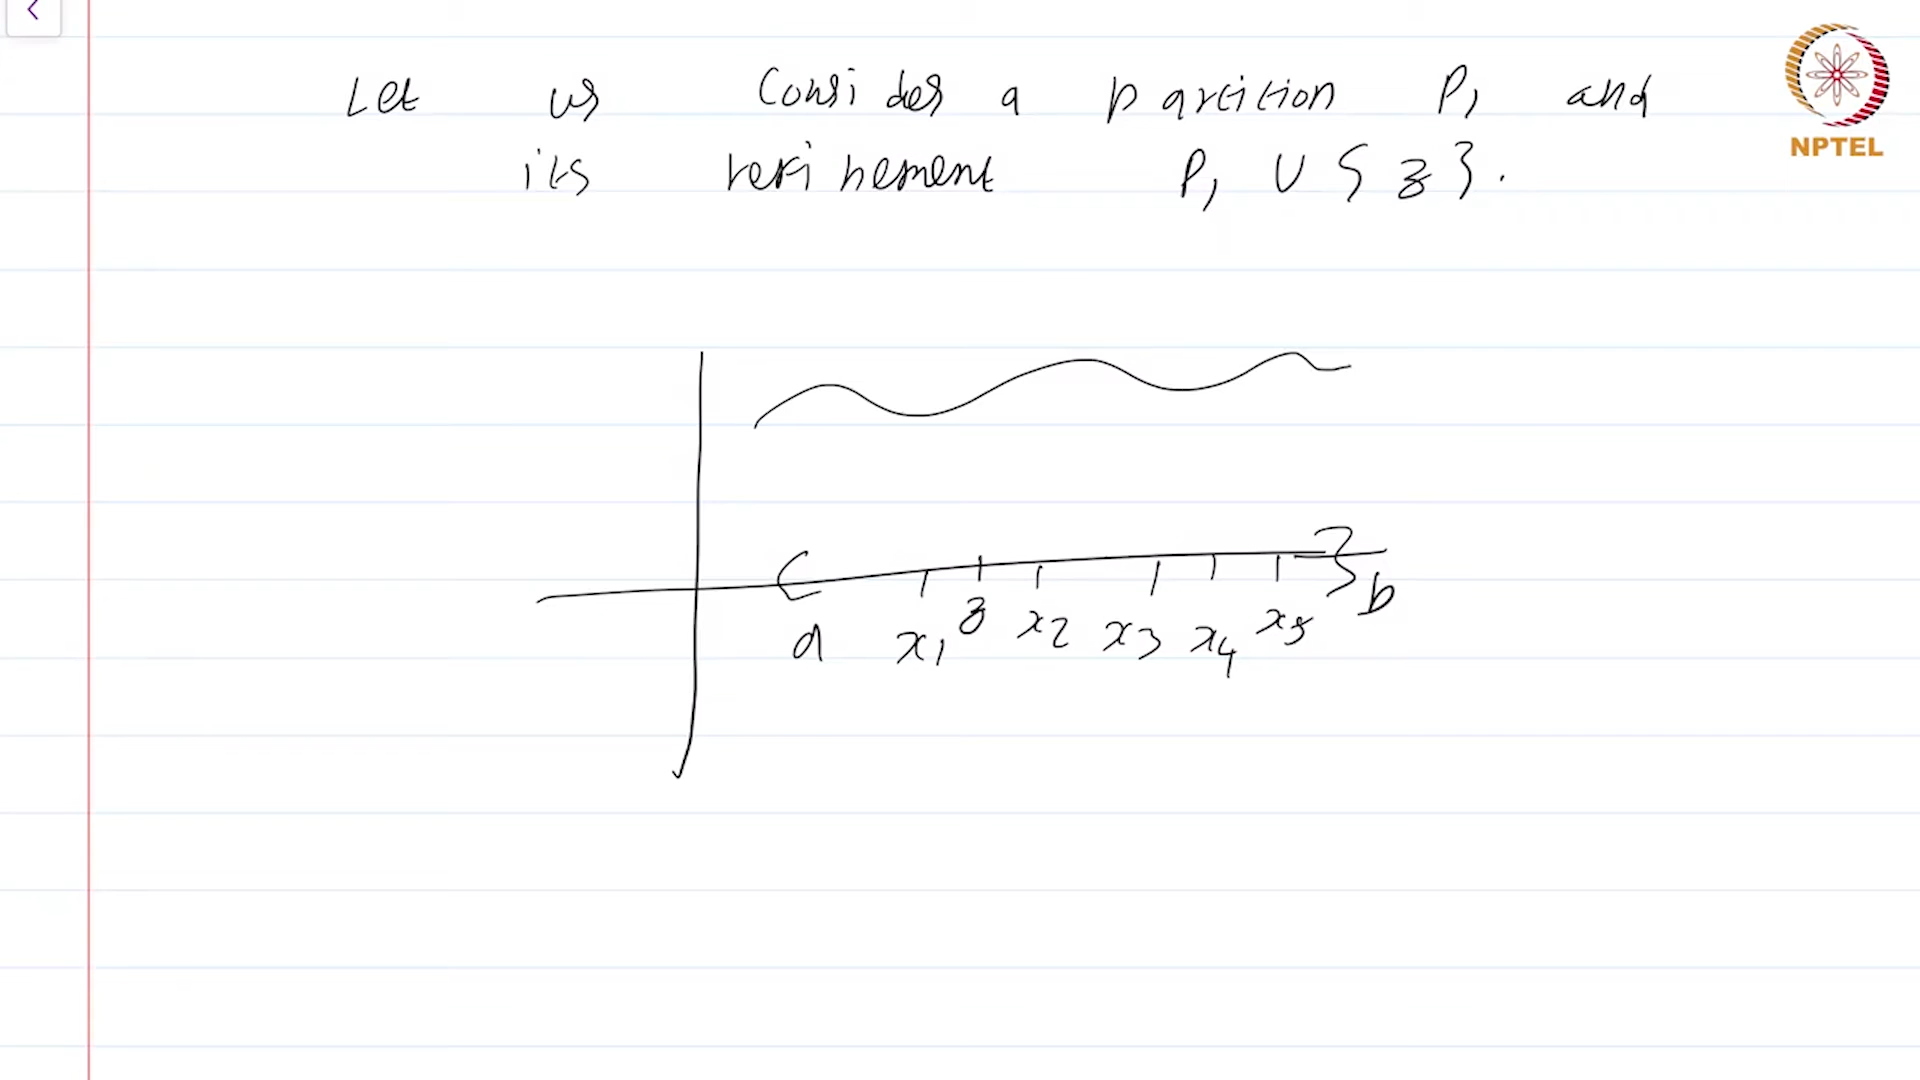 Let us consider a partition P₁ and
its refinement P₁ ∪ {z}.
NPTEL
a x₁ z x₂ x₃ x₄ x₅ b